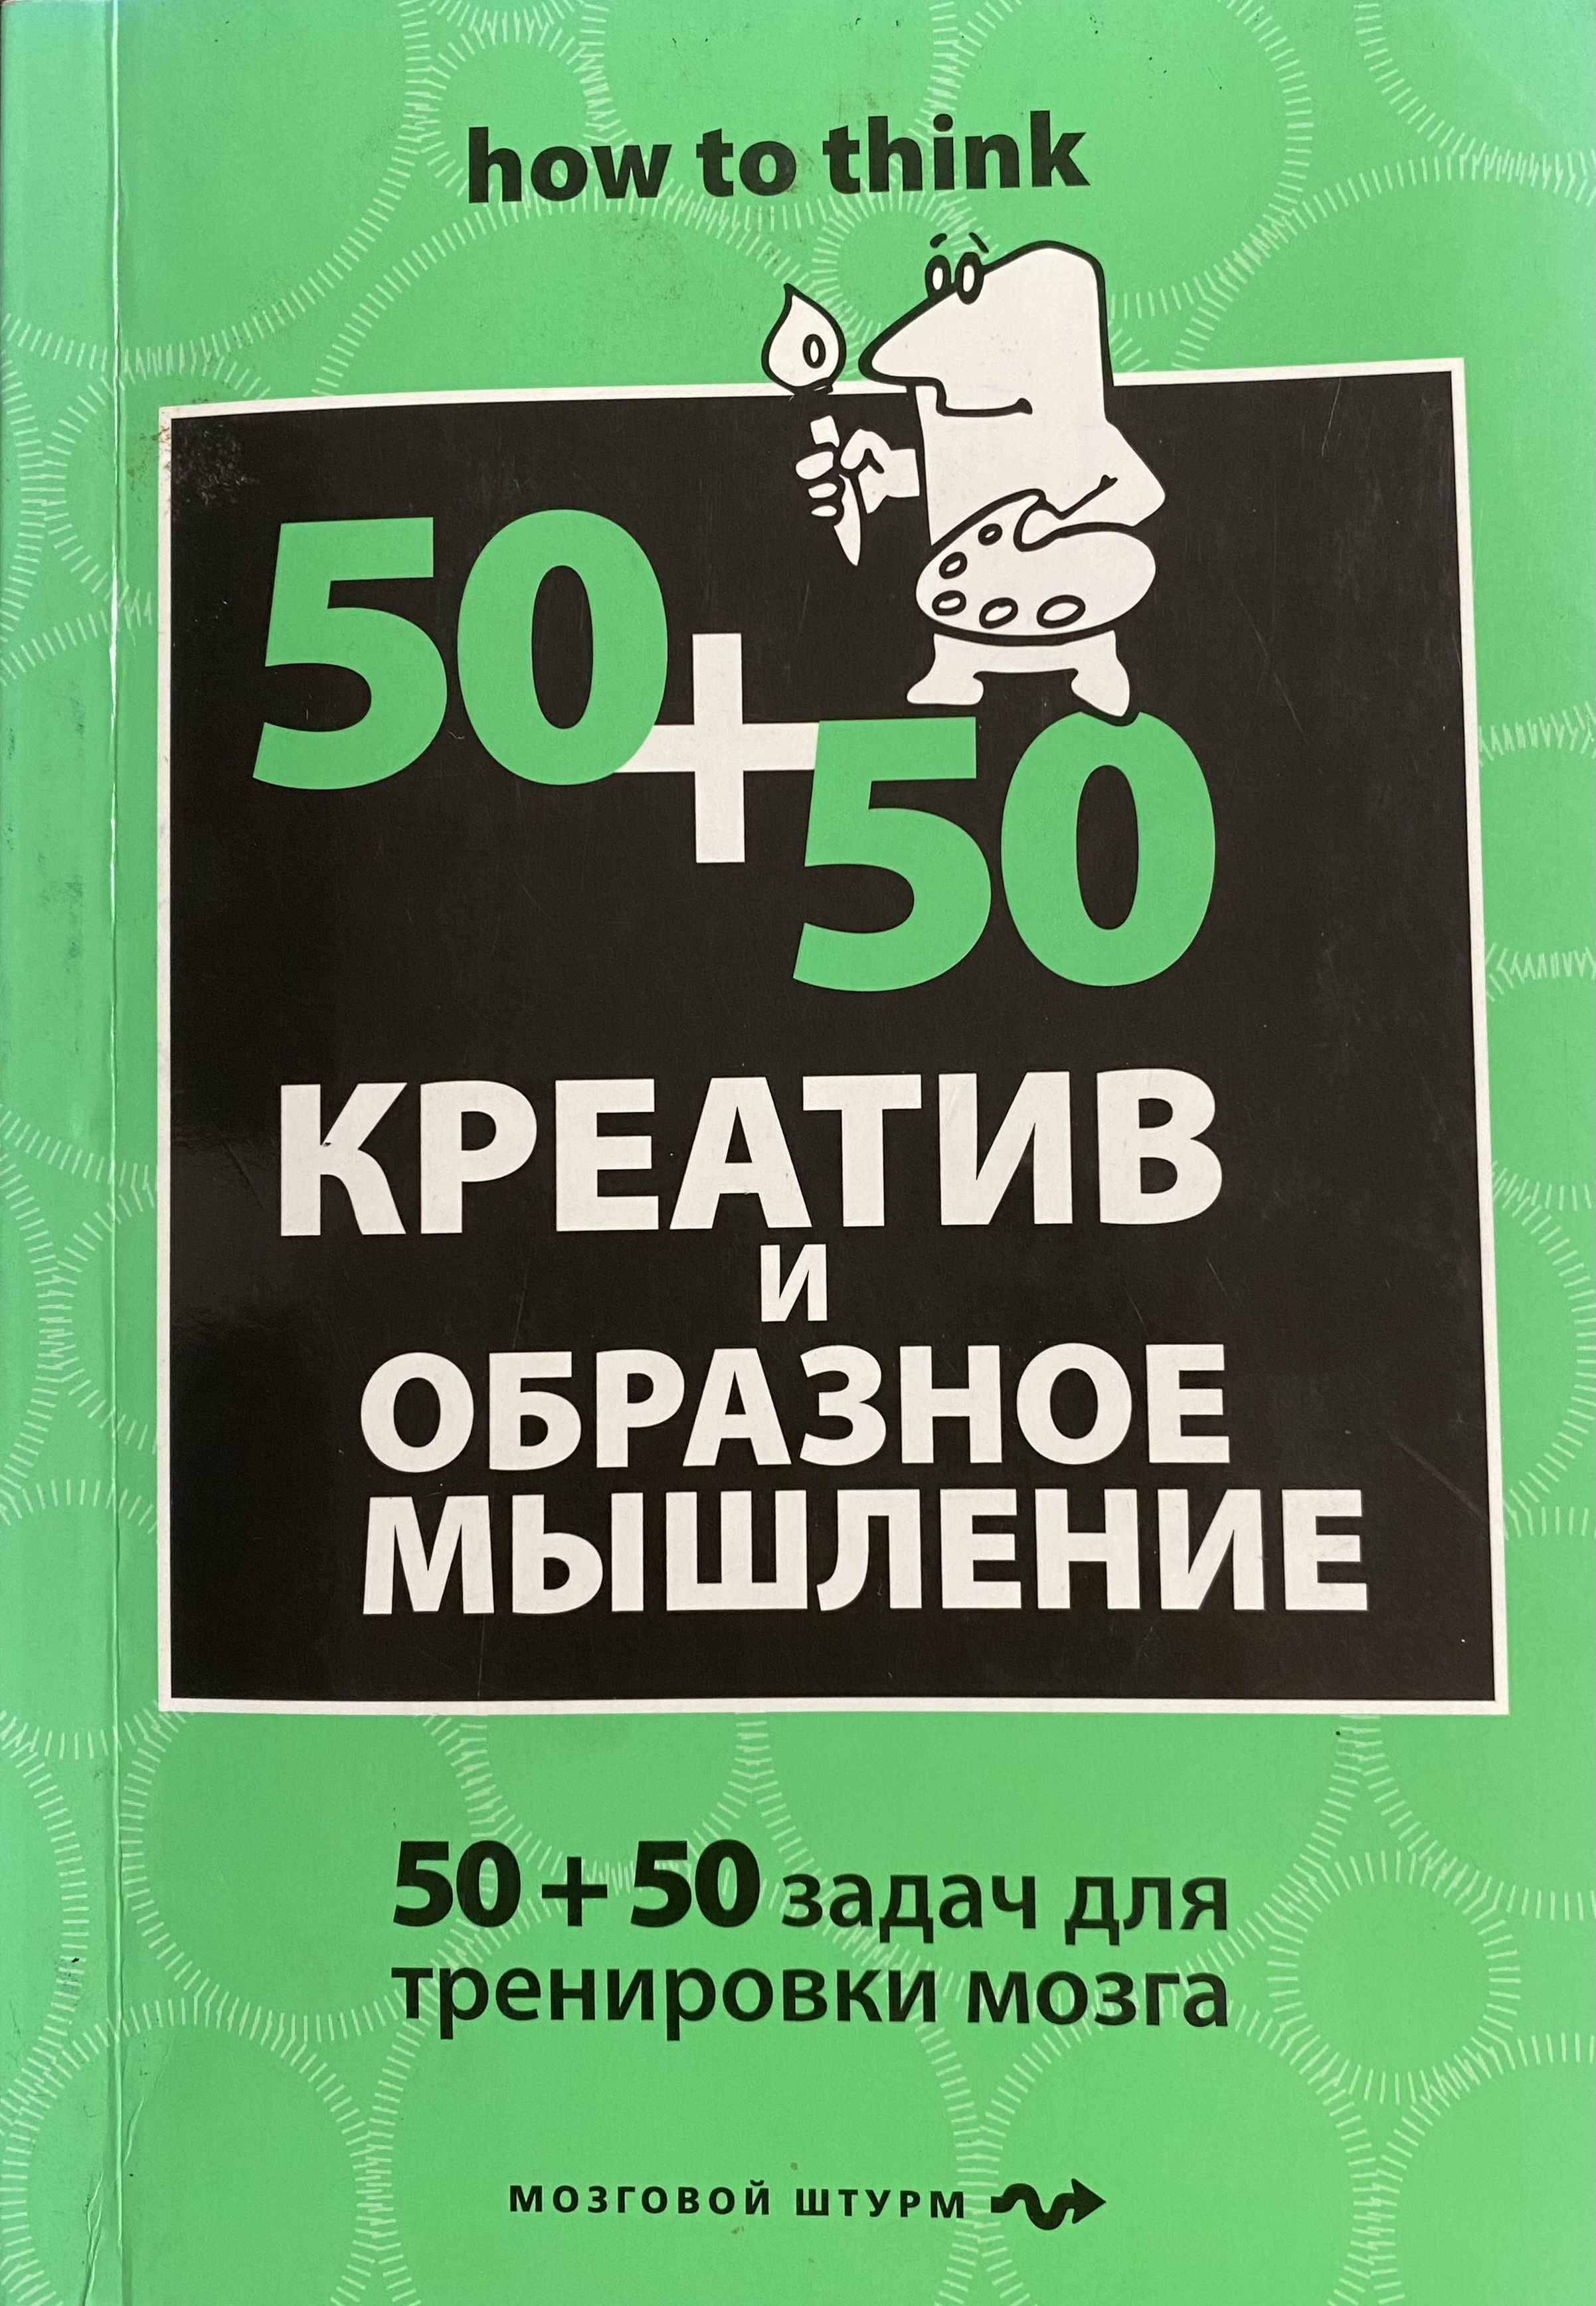 how to think
50
+
50
КРЕАТИВ
И
ОБРАЗНОЕ
МЫШЛЕНИЕ
50 + 50 задач для
тренировки мозга
МОЗГОВОЙ ШТУРМ